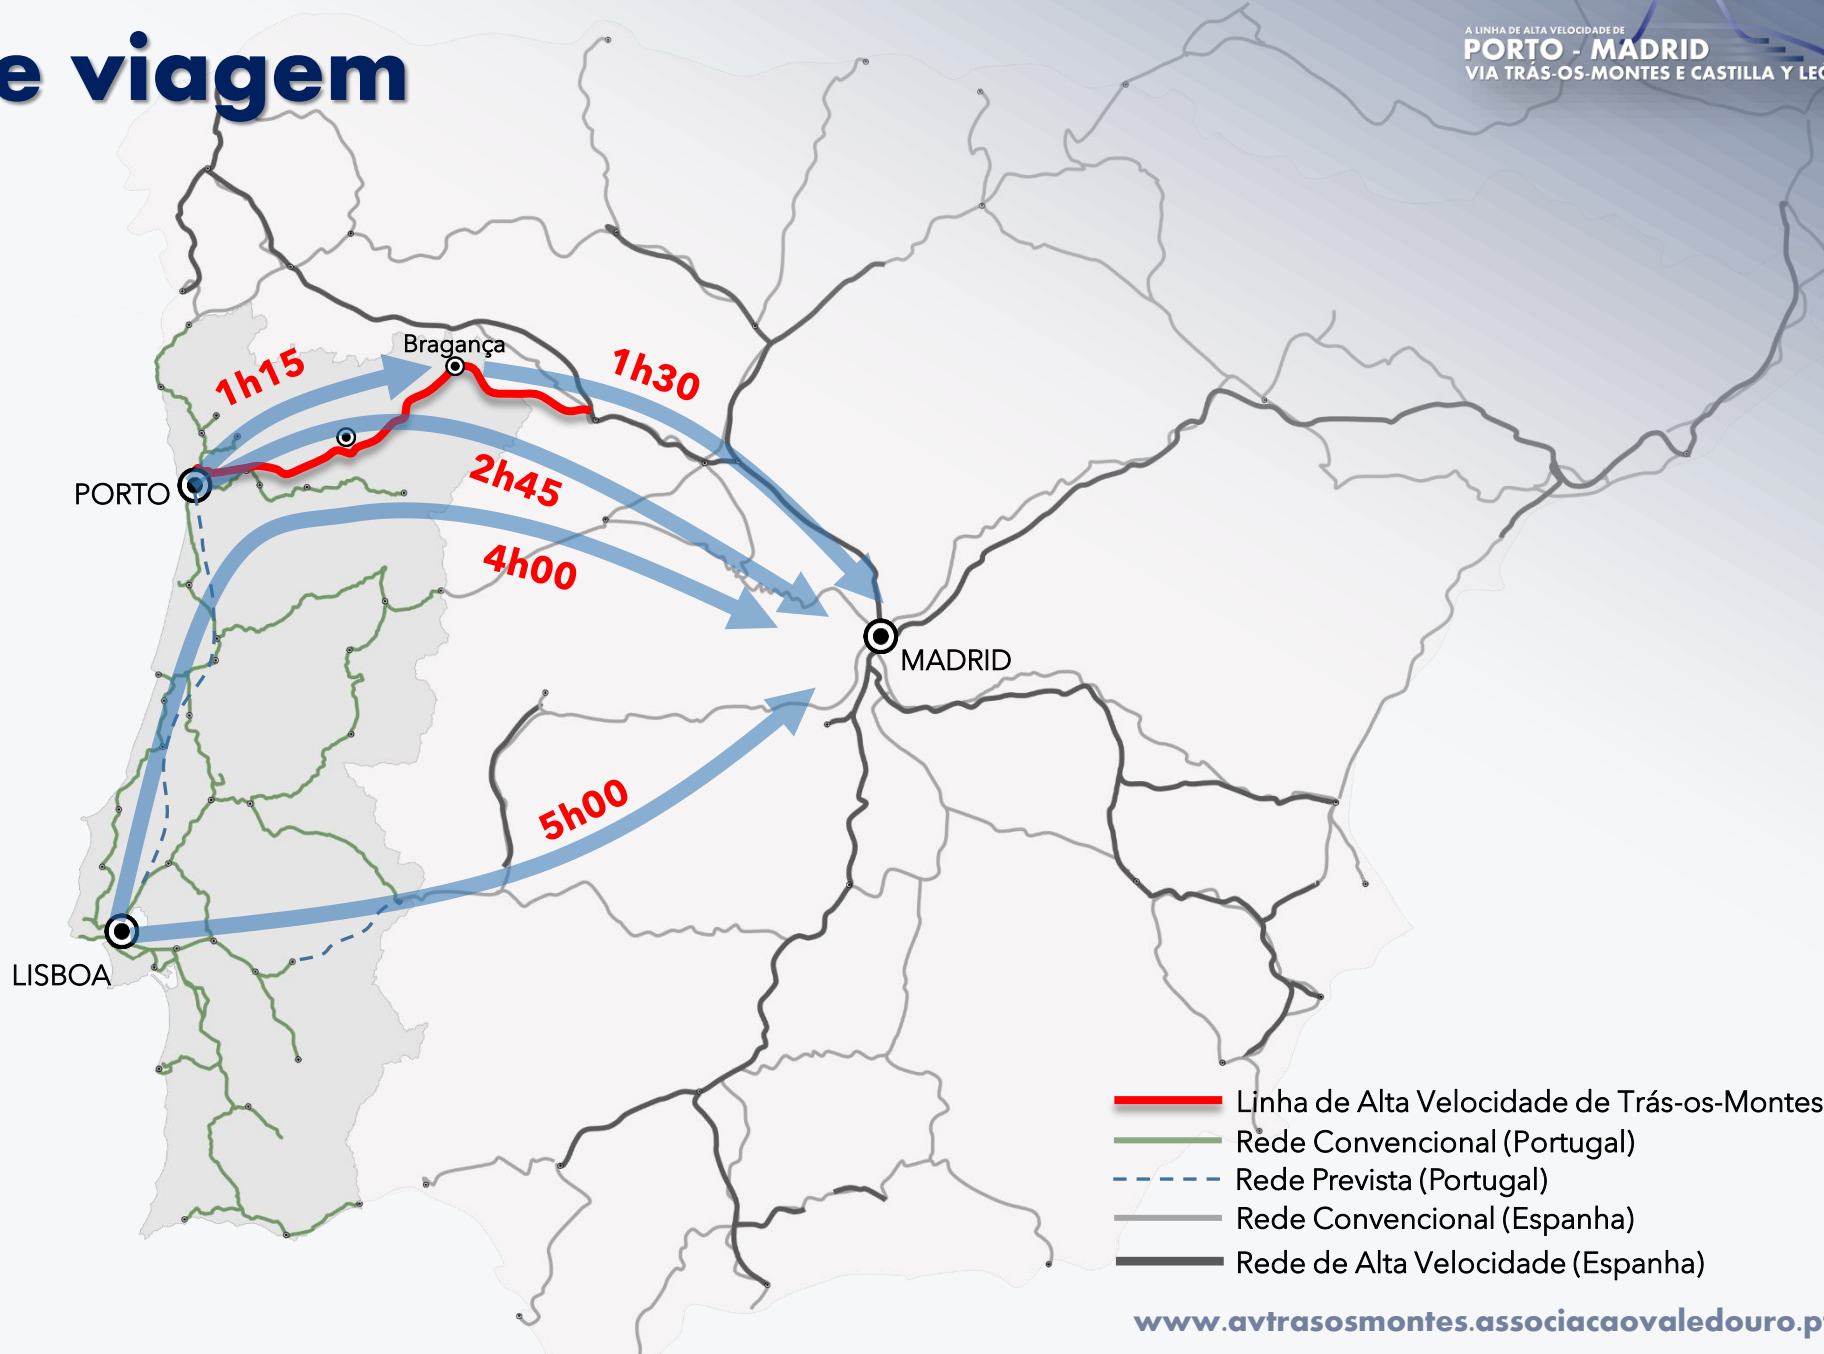 e viagem
A LINHA DE ALTA VELOCIDADE DE
PORTO - MADRID
VIA TRÁS-OS-MONTES E CASTILLA Y LEÓ
Bragança
1h15
1h30
2h45
PORTO
4h00
MADRID
5h00
LISBOA
Linha de Alta Velocidade de Trás-os-Montes
Rede Convencional (Portugal)
Rede Prevista (Portugal)
Rede Convencional (Espanha)
Rede de Alta Velocidade (Espanha)
www.avtrasosmontes.associacaovaledouro.pt